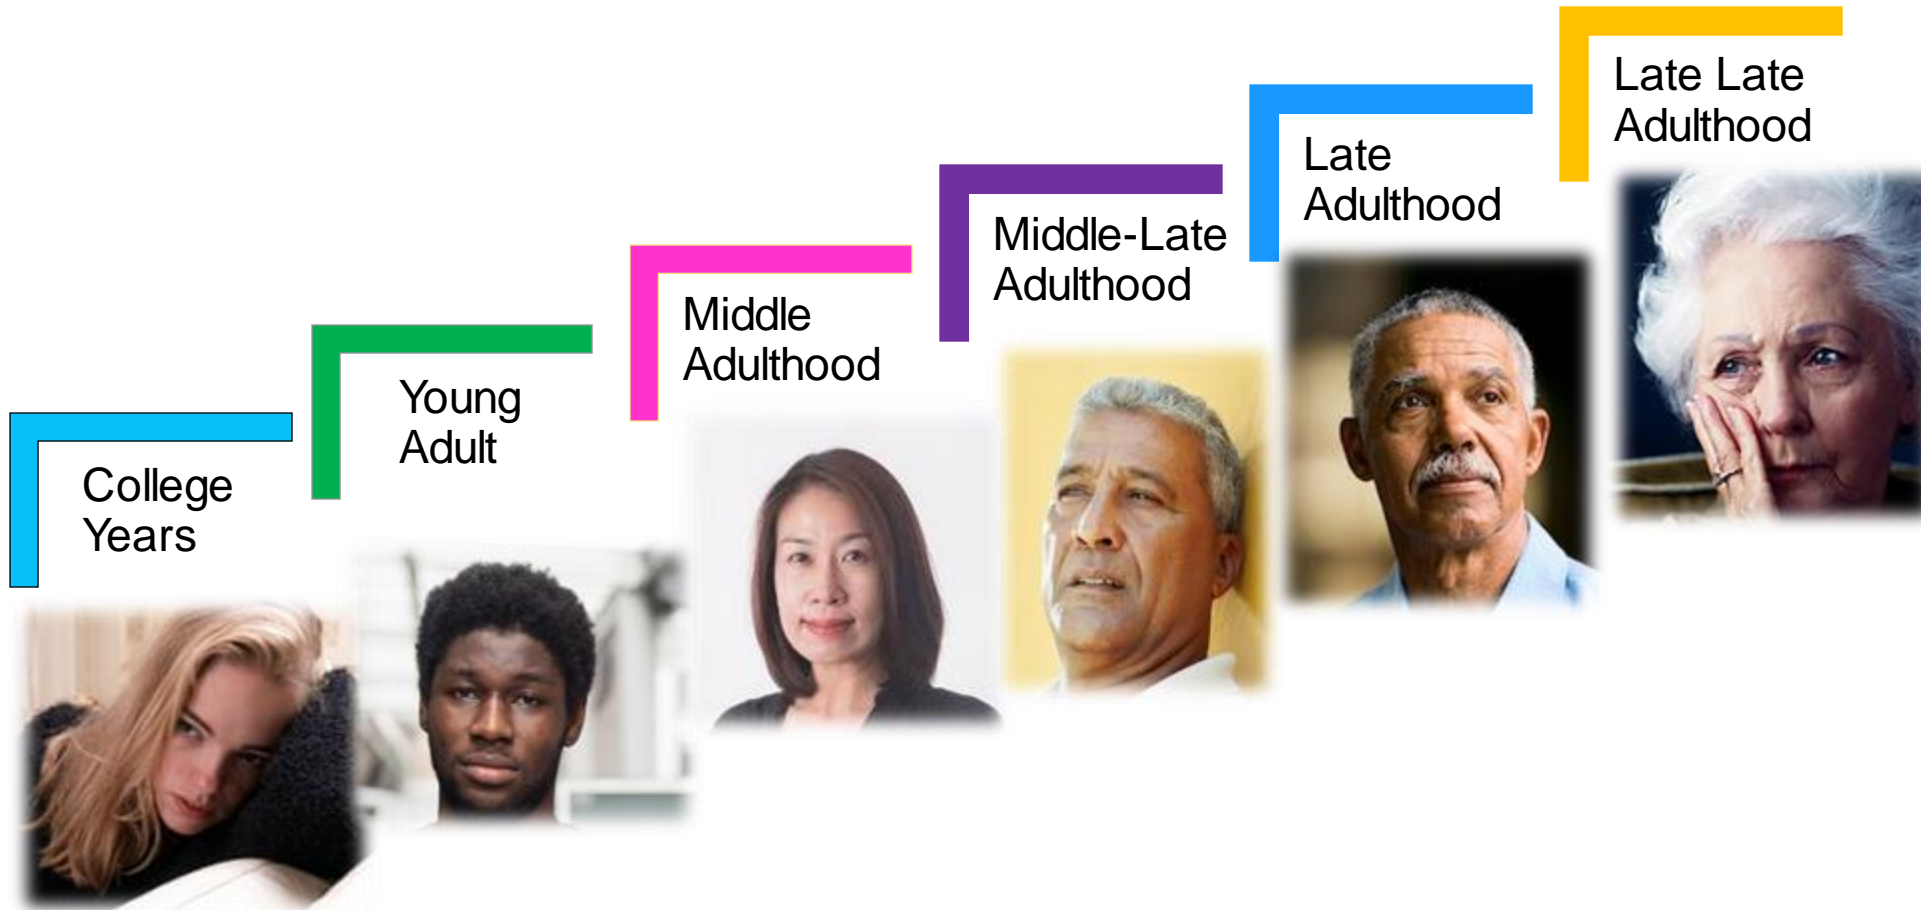 College
Years
Young
Adult
Middle
Adulthood
Middle-Late
Adulthood
Late
Adulthood
Late Late
Adulthood